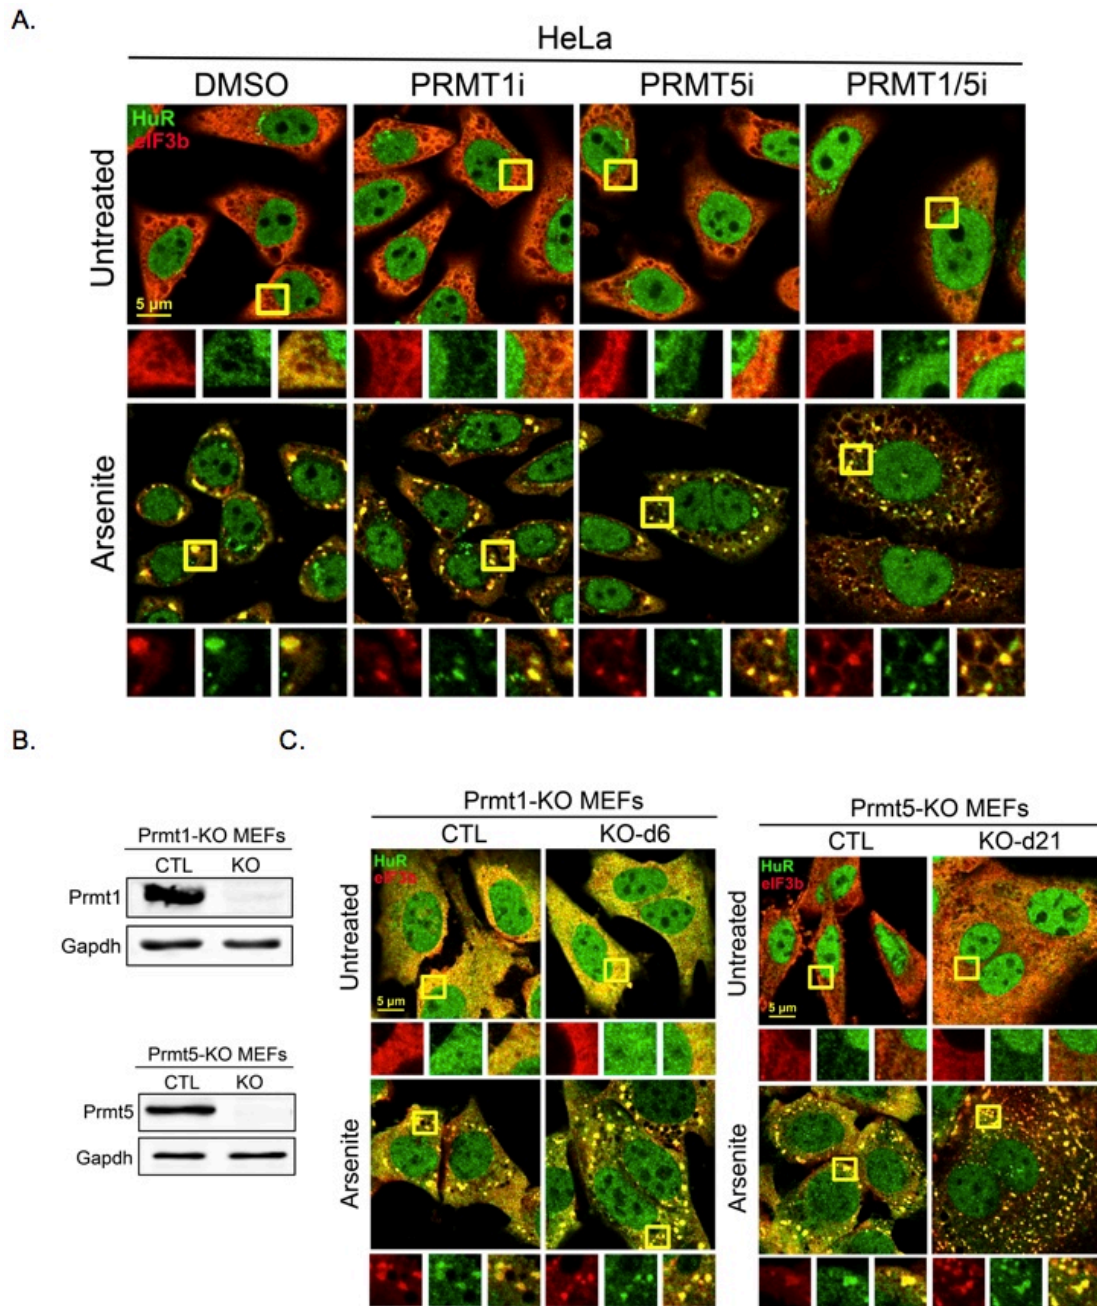 A.
HeLa
DMSO PRMT1i PRMT5i PRMT1/5i
Untreated
HuR
eIF3b
5 µm
Arsenite
B.
C.
Prmt1-KO MEFs
CTL KO
Prmt1
Gapdh
Prmt5-KO MEFs
CTL KO
Prmt5
Gapdh
Prmt1-KO MEFs
CTL KO-d6
Untreated
HuR
eIF3b
5 µm
Arsenite
Prmt5-KO MEFs
CTL KO-d21
Untreated
HuR
eIF3b
5 µm
Arsenite